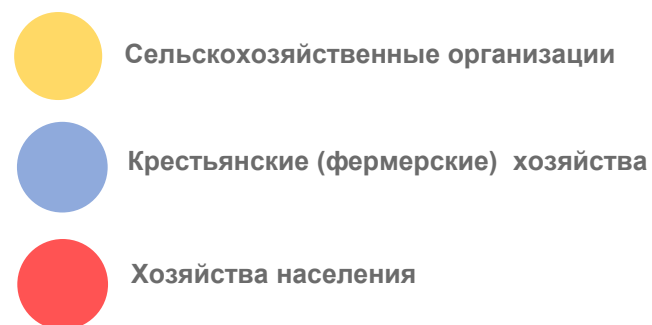 Сельскохозяйственные организации
Крестьянские (фермерские)  хозяйства
Хозяйства населения